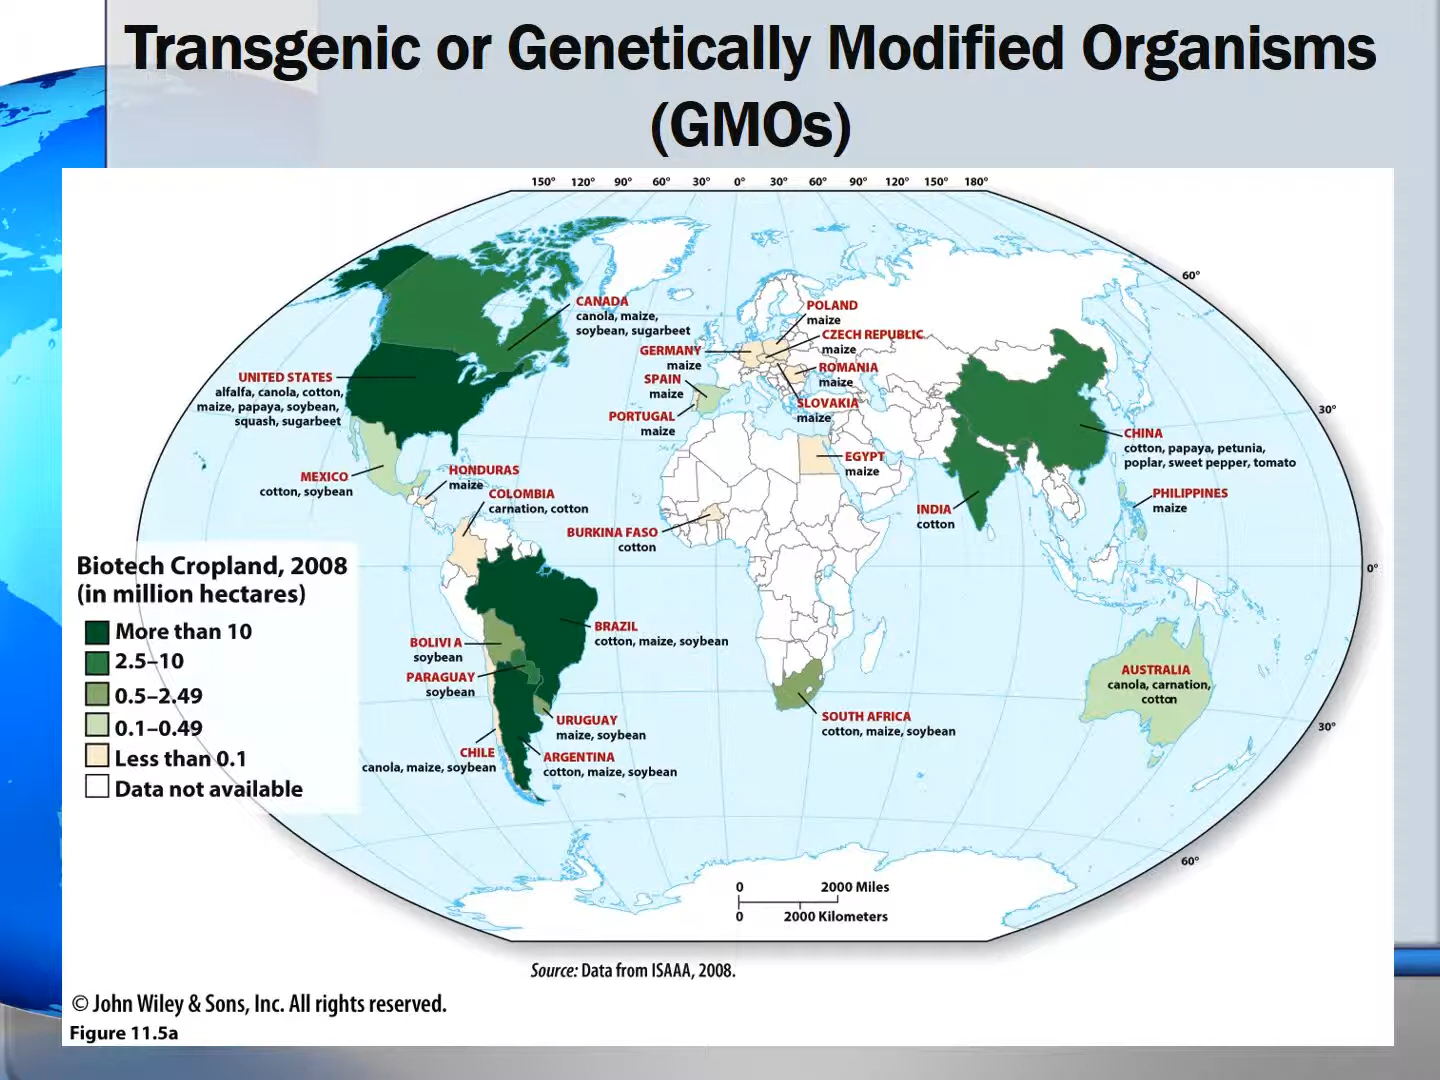 Transgenic or Genetically Modified Organisms
(GMOs)
150° 120° 90° 60° 30° 0° 30° 60° 90° 120° 150° 180°
60°
30°
0°
30°
60°
CANADA
canola, maize,
soybean, sugarbeet
UNITED STATES
alfalfa, canola, cotton,
maize, papaya, soybean,
squash, sugarbeet
MEXICO
cotton, soybean
HONDURAS
maize
COLOMBIA
carnation, cotton
POLAND
maize
CZECH REPUBLIC
maize
GERMANY
maize
ROMANIA
maize
SPAIN
maize
SLOVAKIA
maize
PORTUGAL
maize
EGYPT
maize
BURKINA FASO
cotton
CHINA
cotton, papaya, petunia,
poplar, sweet pepper, tomato
PHILIPPINES
maize
INDIA
cotton
BRAZIL
cotton, maize, soybean
BOLIVI A
soybean
PARAGUAY
soybean
URUGUAY
maize, soybean
CHILE
canola, maize, soybean
ARGENTINA
cotton, maize, soybean
SOUTH AFRICA
cotton, maize, soybean
AUSTRALIA
canola, carnation,
cotton
Biotech Cropland, 2008
(in million hectares)
More than 10
2.5–10
0.5–2.49
0.1–0.49
Less than 0.1
Data not available
0 2000 Miles
0 2000 Kilometers
Source: Data from ISAAA, 2008.
© John Wiley & Sons, Inc. All rights reserved.
Figure 11.5a